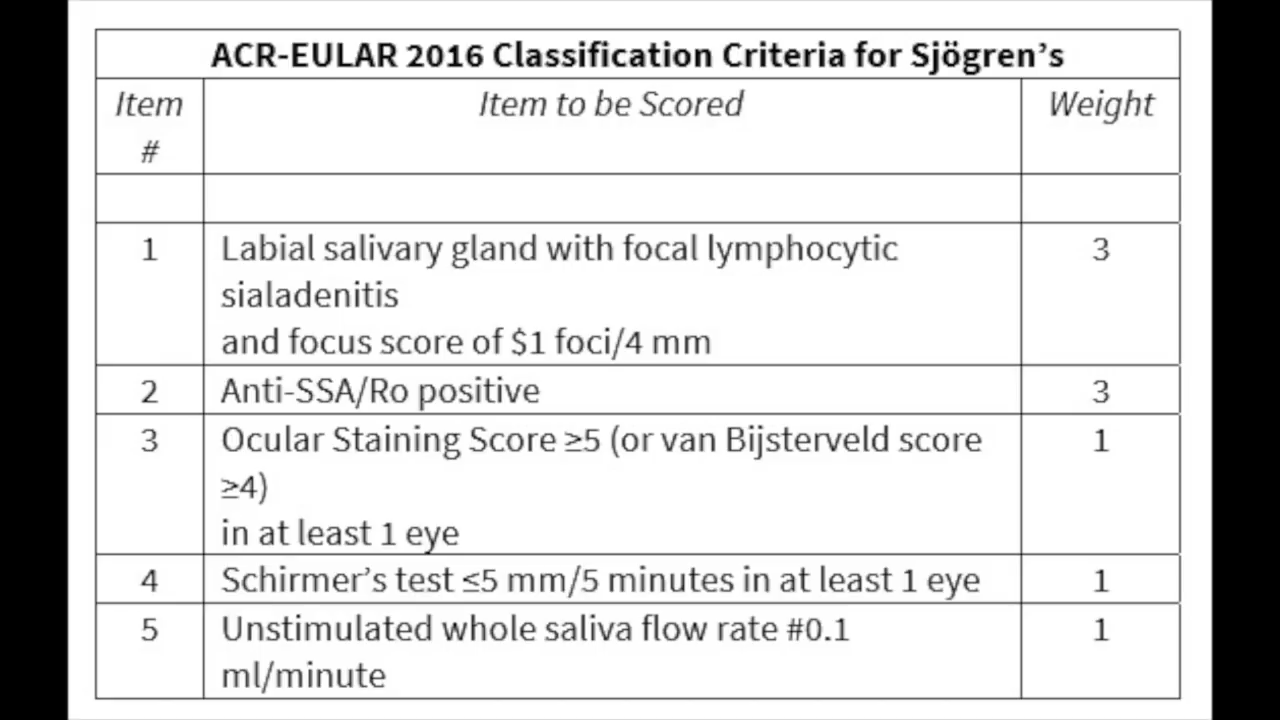 ACR-EULAR 2016 Classification Criteria for Sjögren's
Item
#
Item to be Scored
Weight
1
Labial salivary gland with focal lymphocytic
sialadenitis
and focus score of $1 foci/4 mm
3
2
Anti-SSA/Ro positive
3
3
Ocular Staining Score ≥5 (or van Bijsterveld score
≥4)
in at least 1 eye
1
4
Schirmer's test ≤5 mm/5 minutes in at least 1 eye
1
5
Unstimulated whole saliva flow rate #0.1
ml/minute
1